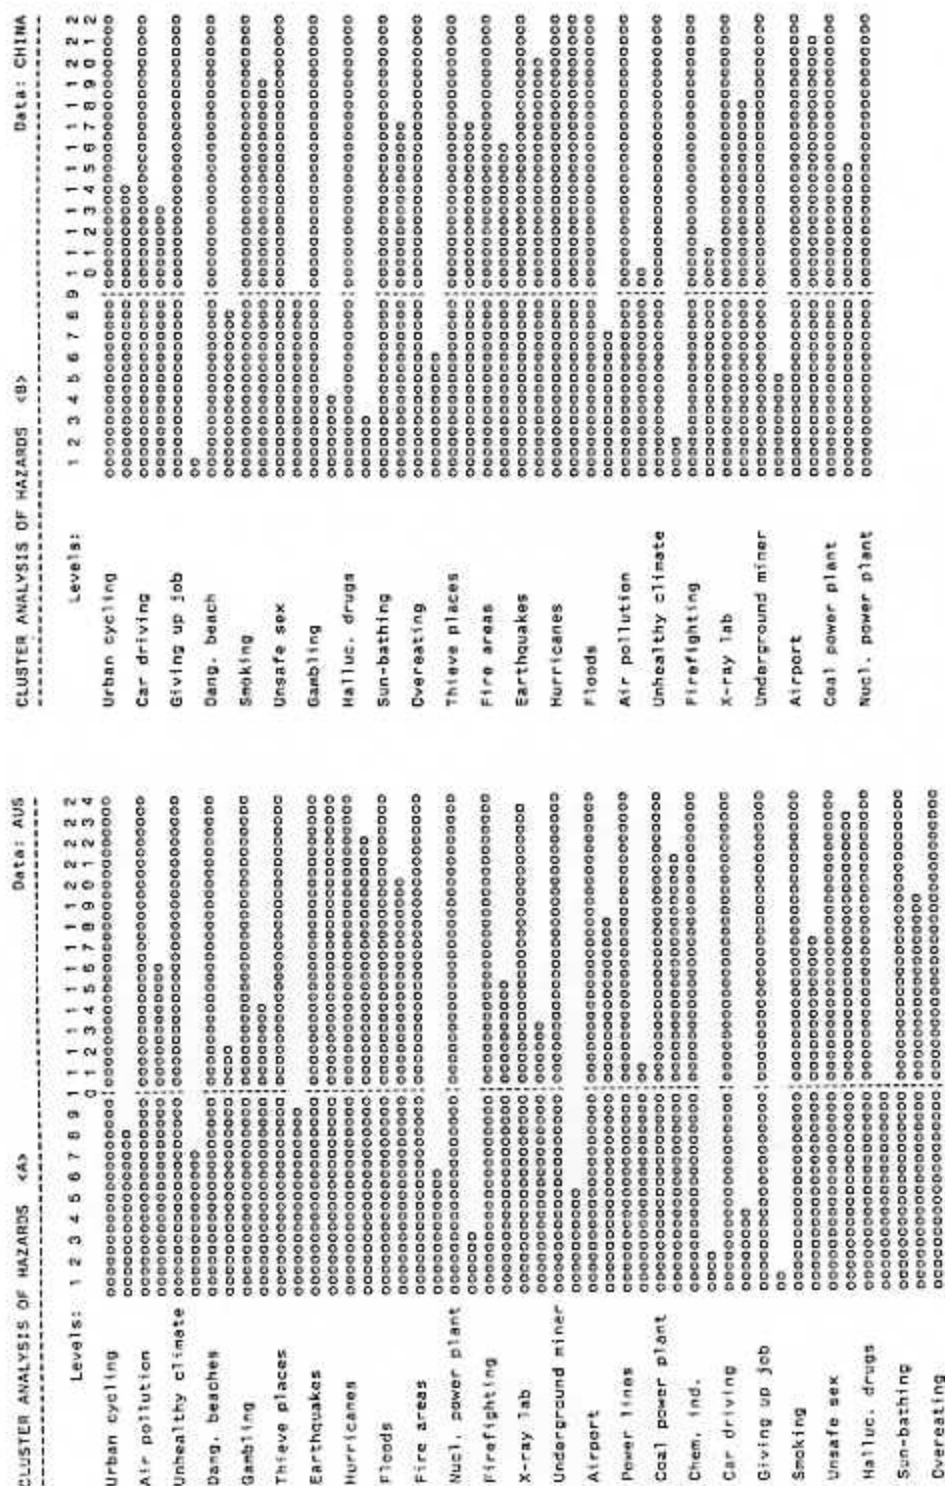 CLUSTER ANALYSIS OF HAZARDS <A> Data: AUS
Levels: 1 2 3 4 5 6 7 8 9 1 1 1 1 1 1 1 1 1 1 2 2 2 2 2
0 1 2 3 4 5 6 7 8 9 0 1 2 3 4
Urban cycling
Air pollution
Unhealthy climate
Dang. beaches
Gambling
Thieve places
Earthquakes
Hurricanes
Floods
Fire areas
Nucl. power plant
Firefighting
X-ray lab
Underground miner
Airport
Power lines
Coal power plant
Chem. ind.
Car driving
Giving up job
Smoking
Unsafe sex
Halluc. drugs
Sun-bathing
Overeating
CLUSTER ANALYSIS OF HAZARDS <B> Data: CHINA
Levels: 1 2 3 4 5 6 7 8 9 1 1 1 1 1 1 1 1 1 1 2 2 2
0 1 2 3 4 5 6 7 8 9 0 1 2
Urban cycling
Car driving
Giving up job
Dang. beach
Smoking
Unsafe sex
Gambling
Halluc. drugs
Sun-bathing
Overeating
Thieve places
Fire areas
Earthquakes
Hurricanes
Floods
Air pollution
Unhealthy climate
Firefighting
X-ray lab
Underground miner
Airport
Coal power plant
Nucl. power plant